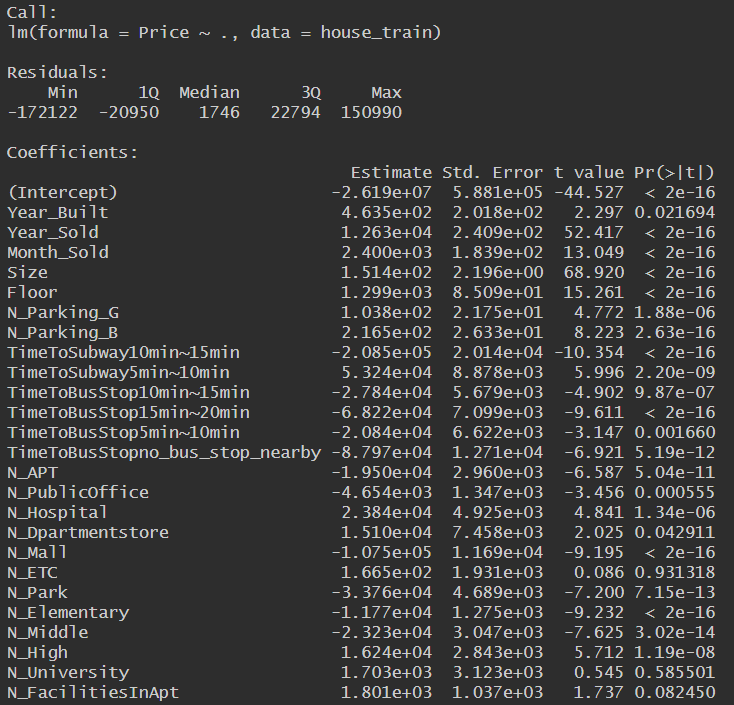 Call:
lm(formula = Price ~ ., data = house_train)
Residuals:
Min 1Q Median 3Q Max
-172122 -20950 1746 22794 150990
Coefficients:
Estimate Std. Error t value Pr(>|t|)
(Intercept) -2.619e+07 5.881e+05 -44.527 < 2e-16
Year_Built 4.635e+02 2.018e+02 2.297 0.021694
Year_Sold 1.263e+04 2.409e+02 52.417 < 2e-16
Month_Sold 2.400e+03 1.839e+02 13.049 < 2e-16
Size 1.514e+02 2.196e+00 68.920 < 2e-16
Floor 1.299e+03 8.509e+01 15.261 < 2e-16
N_Parking_G 1.038e+02 2.175e+01 4.772 1.88e-06
N_Parking_B 2.165e+02 2.633e+01 8.223 2.63e-16
TimeToSubway10min~15min -2.085e+05 2.014e+04 -10.354 < 2e-16
TimeToSubway5min~10min 5.324e+04 8.878e+03 5.996 2.20e-09
TimeToBusStop10min~15min -2.784e+04 5.679e+03 -4.902 9.87e-07
TimeToBusStop15min~20min -6.822e+04 7.099e+03 -9.611 < 2e-16
TimeToBusStop5min~10min -2.084e+04 6.622e+03 -3.147 0.001660
TimeToBusStopno_bus_stop_nearby -8.797e+04 1.271e+04 -6.921 5.19e-12
N_APT -1.950e+04 2.960e+03 -6.587 5.04e-11
N_PublicOffice -4.654e+03 1.347e+03 -3.456 0.000555
N_Hospital 2.384e+04 4.925e+03 4.841 1.34e-06
N_Dpartmentstore 1.510e+04 7.458e+03 2.025 0.042911
N_Mall -1.075e+05 1.169e+04 -9.195 < 2e-16
N_ETC 1.665e+02 1.931e+03 0.086 0.931318
N_Park -3.376e+04 4.689e+03 -7.200 7.15e-13
N_Elementary -1.177e+04 1.275e+03 -9.232 < 2e-16
N_Middle -2.323e+04 3.047e+03 -7.625 3.02e-14
N_High 1.624e+04 2.843e+03 5.712 1.19e-08
N_University 1.703e+03 3.123e+03 0.545 0.585501
N_FacilitiesInApt 1.801e+03 1.037e+03 1.737 0.082450